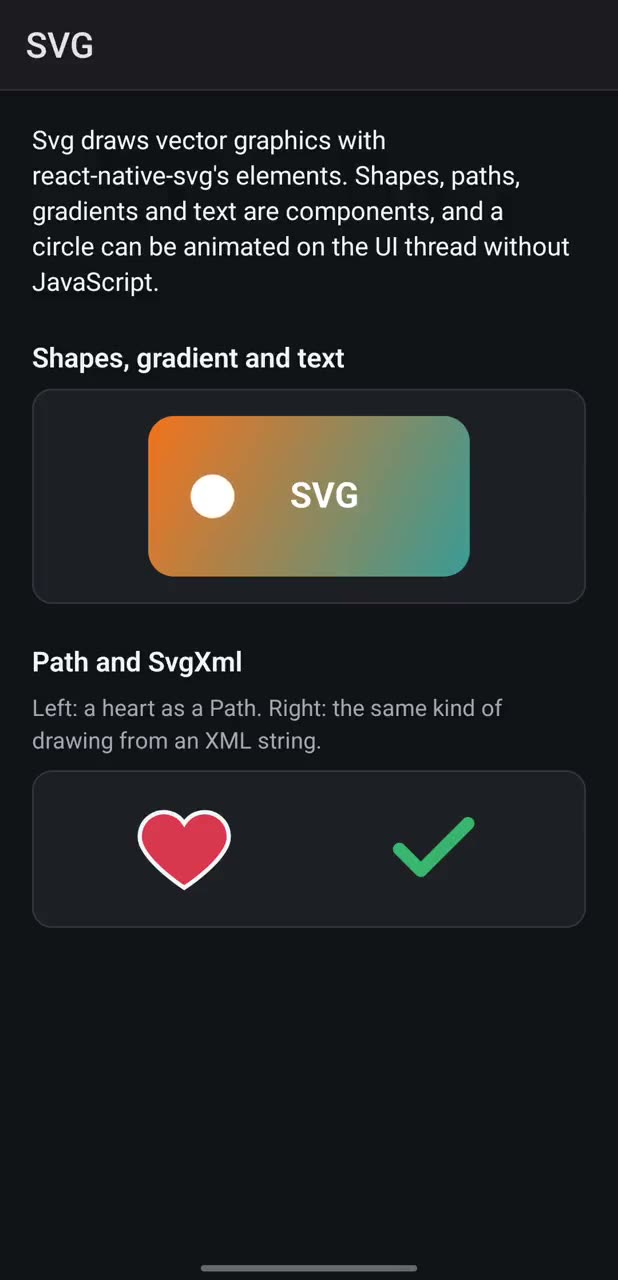 SVG
Svg draws vector graphics with
react-native-svg's elements. Shapes, paths,
gradients and text are components, and a
circle can be animated on the UI thread without
JavaScript.
Shapes, gradient and text
SVG
Path and SvgXml
Left: a heart as a Path. Right: the same kind of
drawing from an XML string.